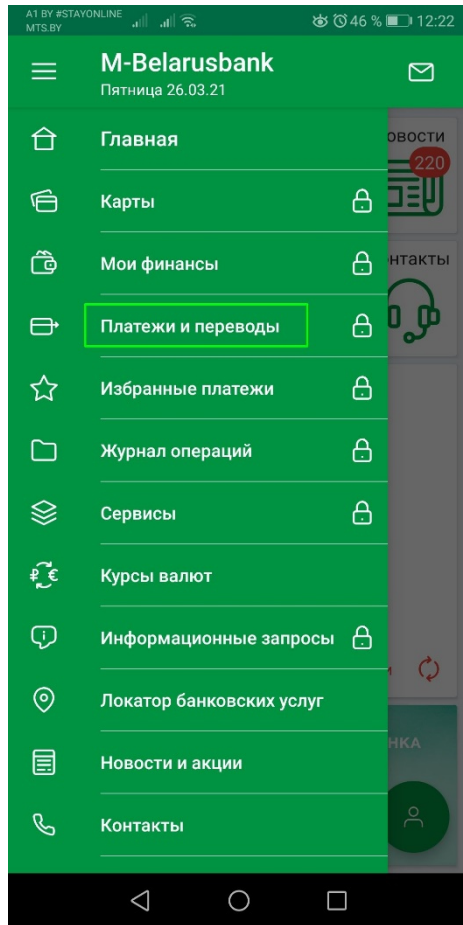 A1 BY #STAYONLINE
MTS.BY
46 % 12:22
M-Belarusbank
Пятница 26.03.21
Главная
овости
220
Карты
Мои финансы
нтакты
Платежи и переводы
Избранные платежи
Журнал операций
Сервисы
₽ €
Курсы валют
Информационные запросы
и
Локатор банковских услуг
НКА
Новости и акции
Контакты